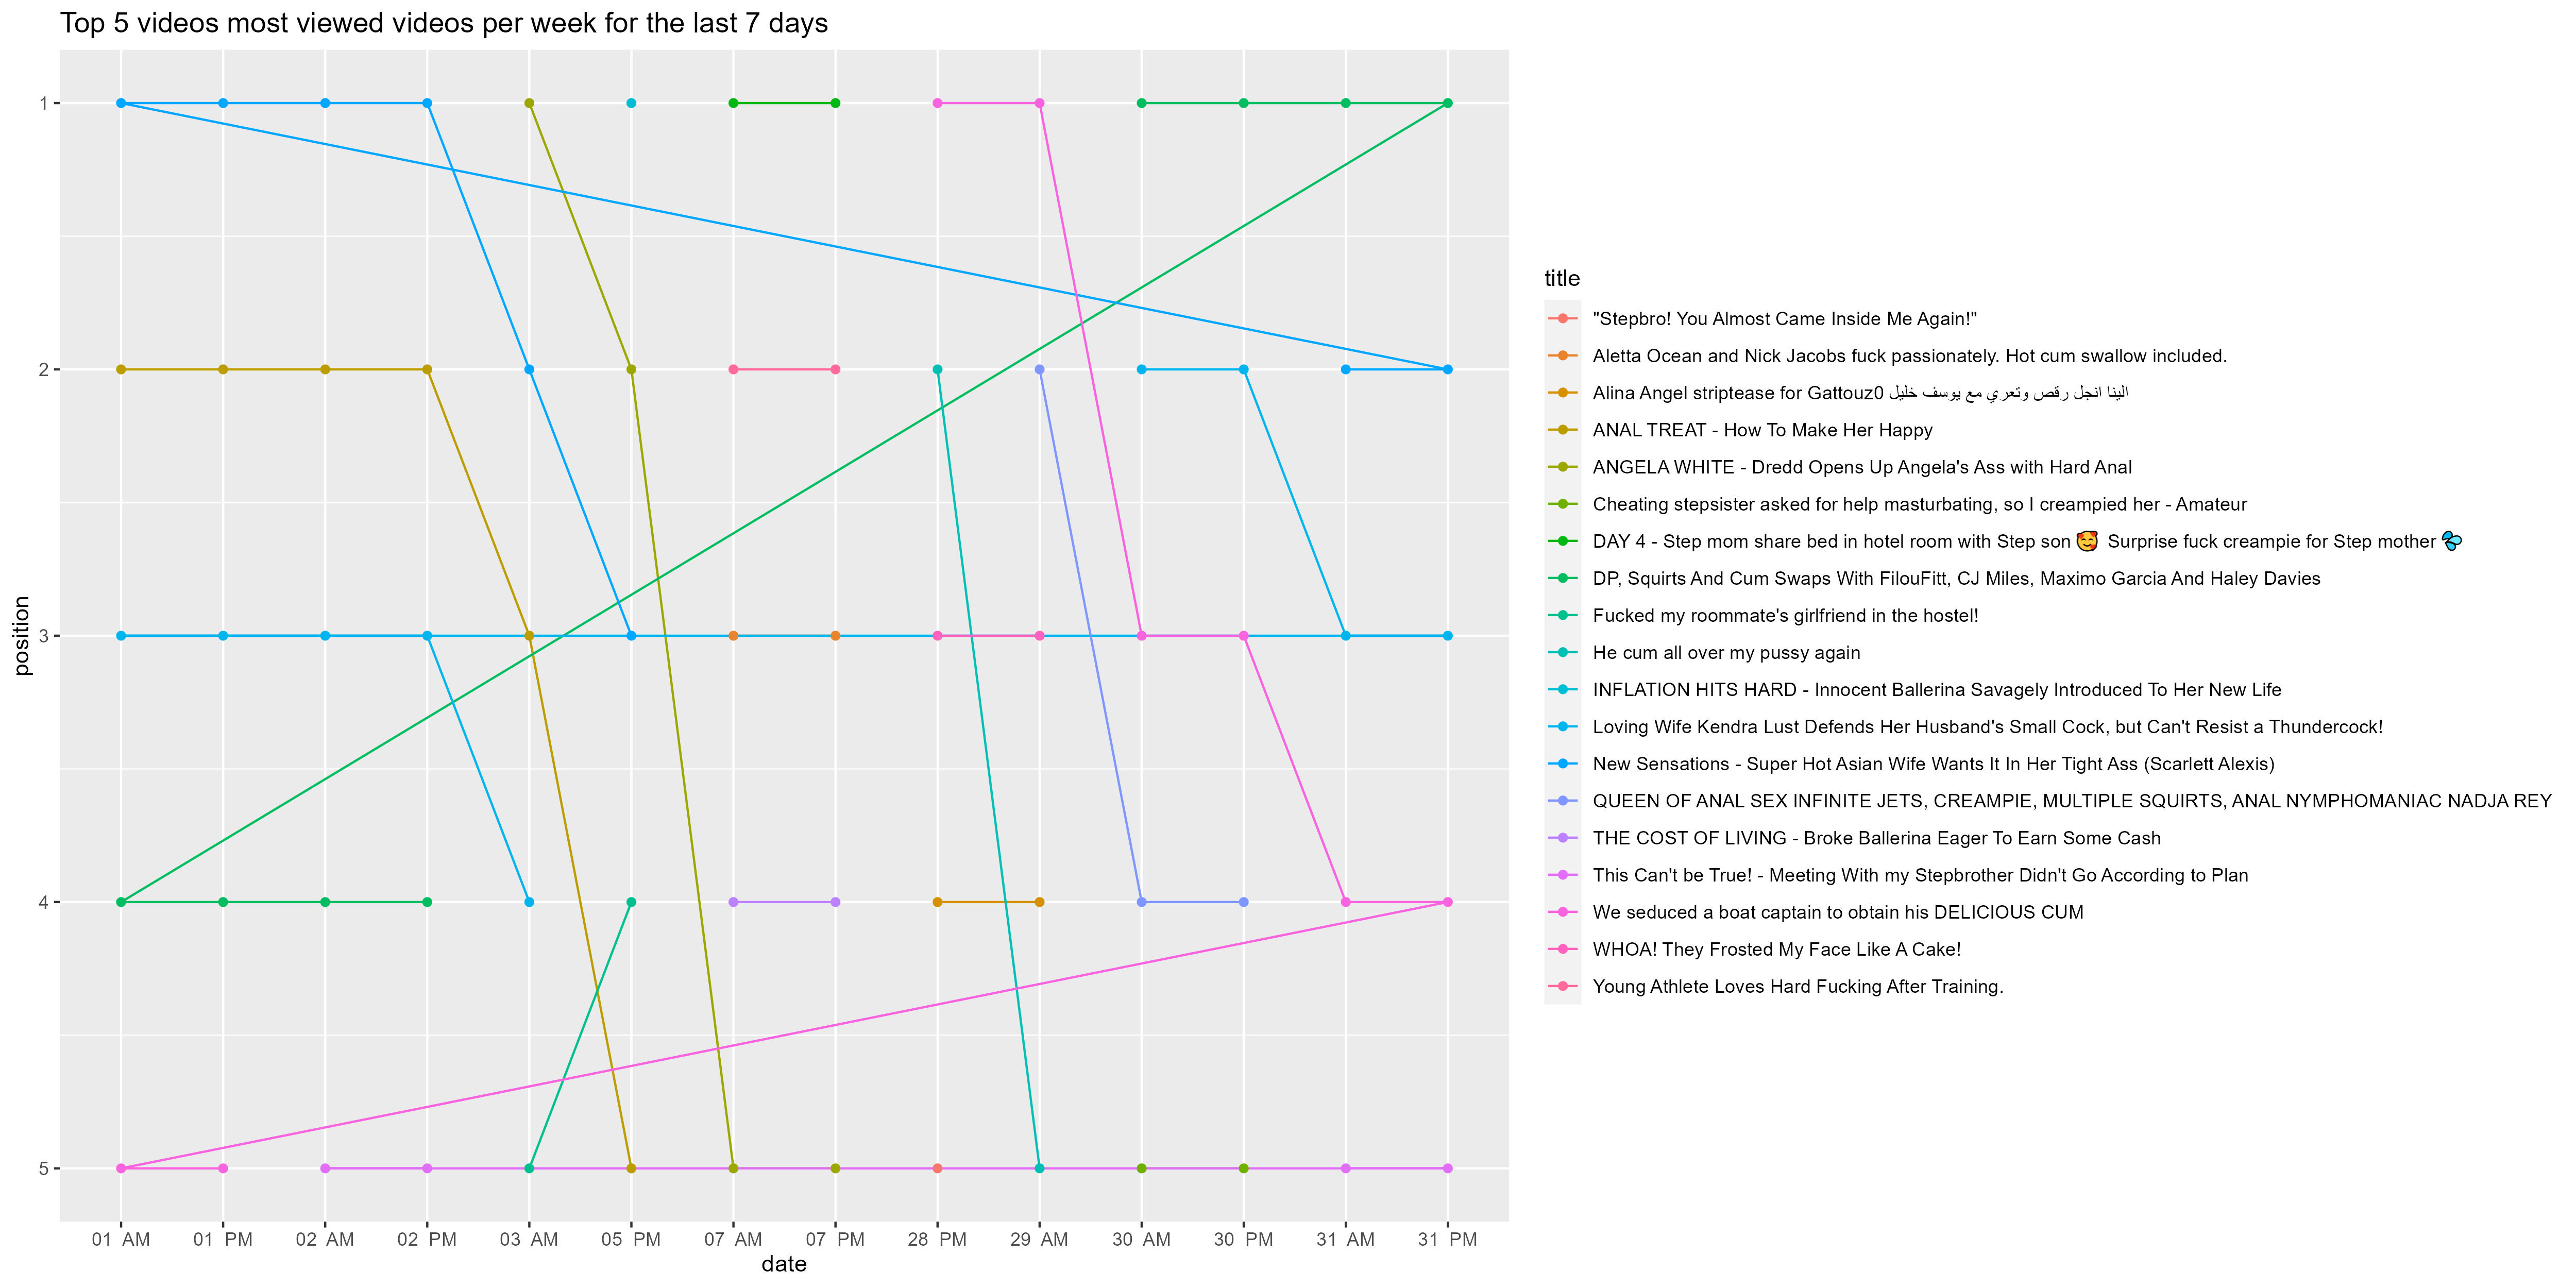 Top 5 videos most viewed videos per week for the last 7 days
position
1
2
3
4
5
01 AM
01 PM
02 AM
02 PM
03 AM
05 PM
07 AM
07 PM
28 PM
29 AM
30 AM
30 PM
31 AM
31 PM
date
title
"Stepbro! You Almost Came Inside Me Again!"
Aletta Ocean and Nick Jacobs fuck passionately. Hot cum swallow included.
Alina Angel striptease for Gattouz0 الينا انجل رقص وتعري مع يوسف خليل
ANAL TREAT - How To Make Her Happy
ANGELA WHITE - Dredd Opens Up Angela's Ass with Hard Anal
Cheating stepsister asked for help masturbating, so I creampied her - Amateur
DAY 4 - Step mom share bed in hotel room with Step son 🥰 Surprise fuck creampie for Step mother 💦
DP, Squirts And Cum Swaps With FilouFitt, CJ Miles, Maximo Garcia And Haley Davies
Fucked my roommate's girlfriend in the hostel!
He cum all over my pussy again
INFLATION HITS HARD - Innocent Ballerina Savagely Introduced To Her New Life
Loving Wife Kendra Lust Defends Her Husband's Small Cock, but Can't Resist a Thundercock!
New Sensations - Super Hot Asian Wife Wants It In Her Tight Ass (Scarlett Alexis)
QUEEN OF ANAL SEX INFINITE JETS, CREAMPIE, MULTIPLE SQUIRTS, ANAL NYMPHOMANIAC NADJA REY
THE COST OF LIVING - Broke Ballerina Eager To Earn Some Cash
This Can't be True! - Meeting With my Stepbrother Didn't Go According to Plan
We seduced a boat captain to obtain his DELICIOUS CUM
WHOA! They Frosted My Face Like A Cake!
Young Athlete Loves Hard Fucking After Training.